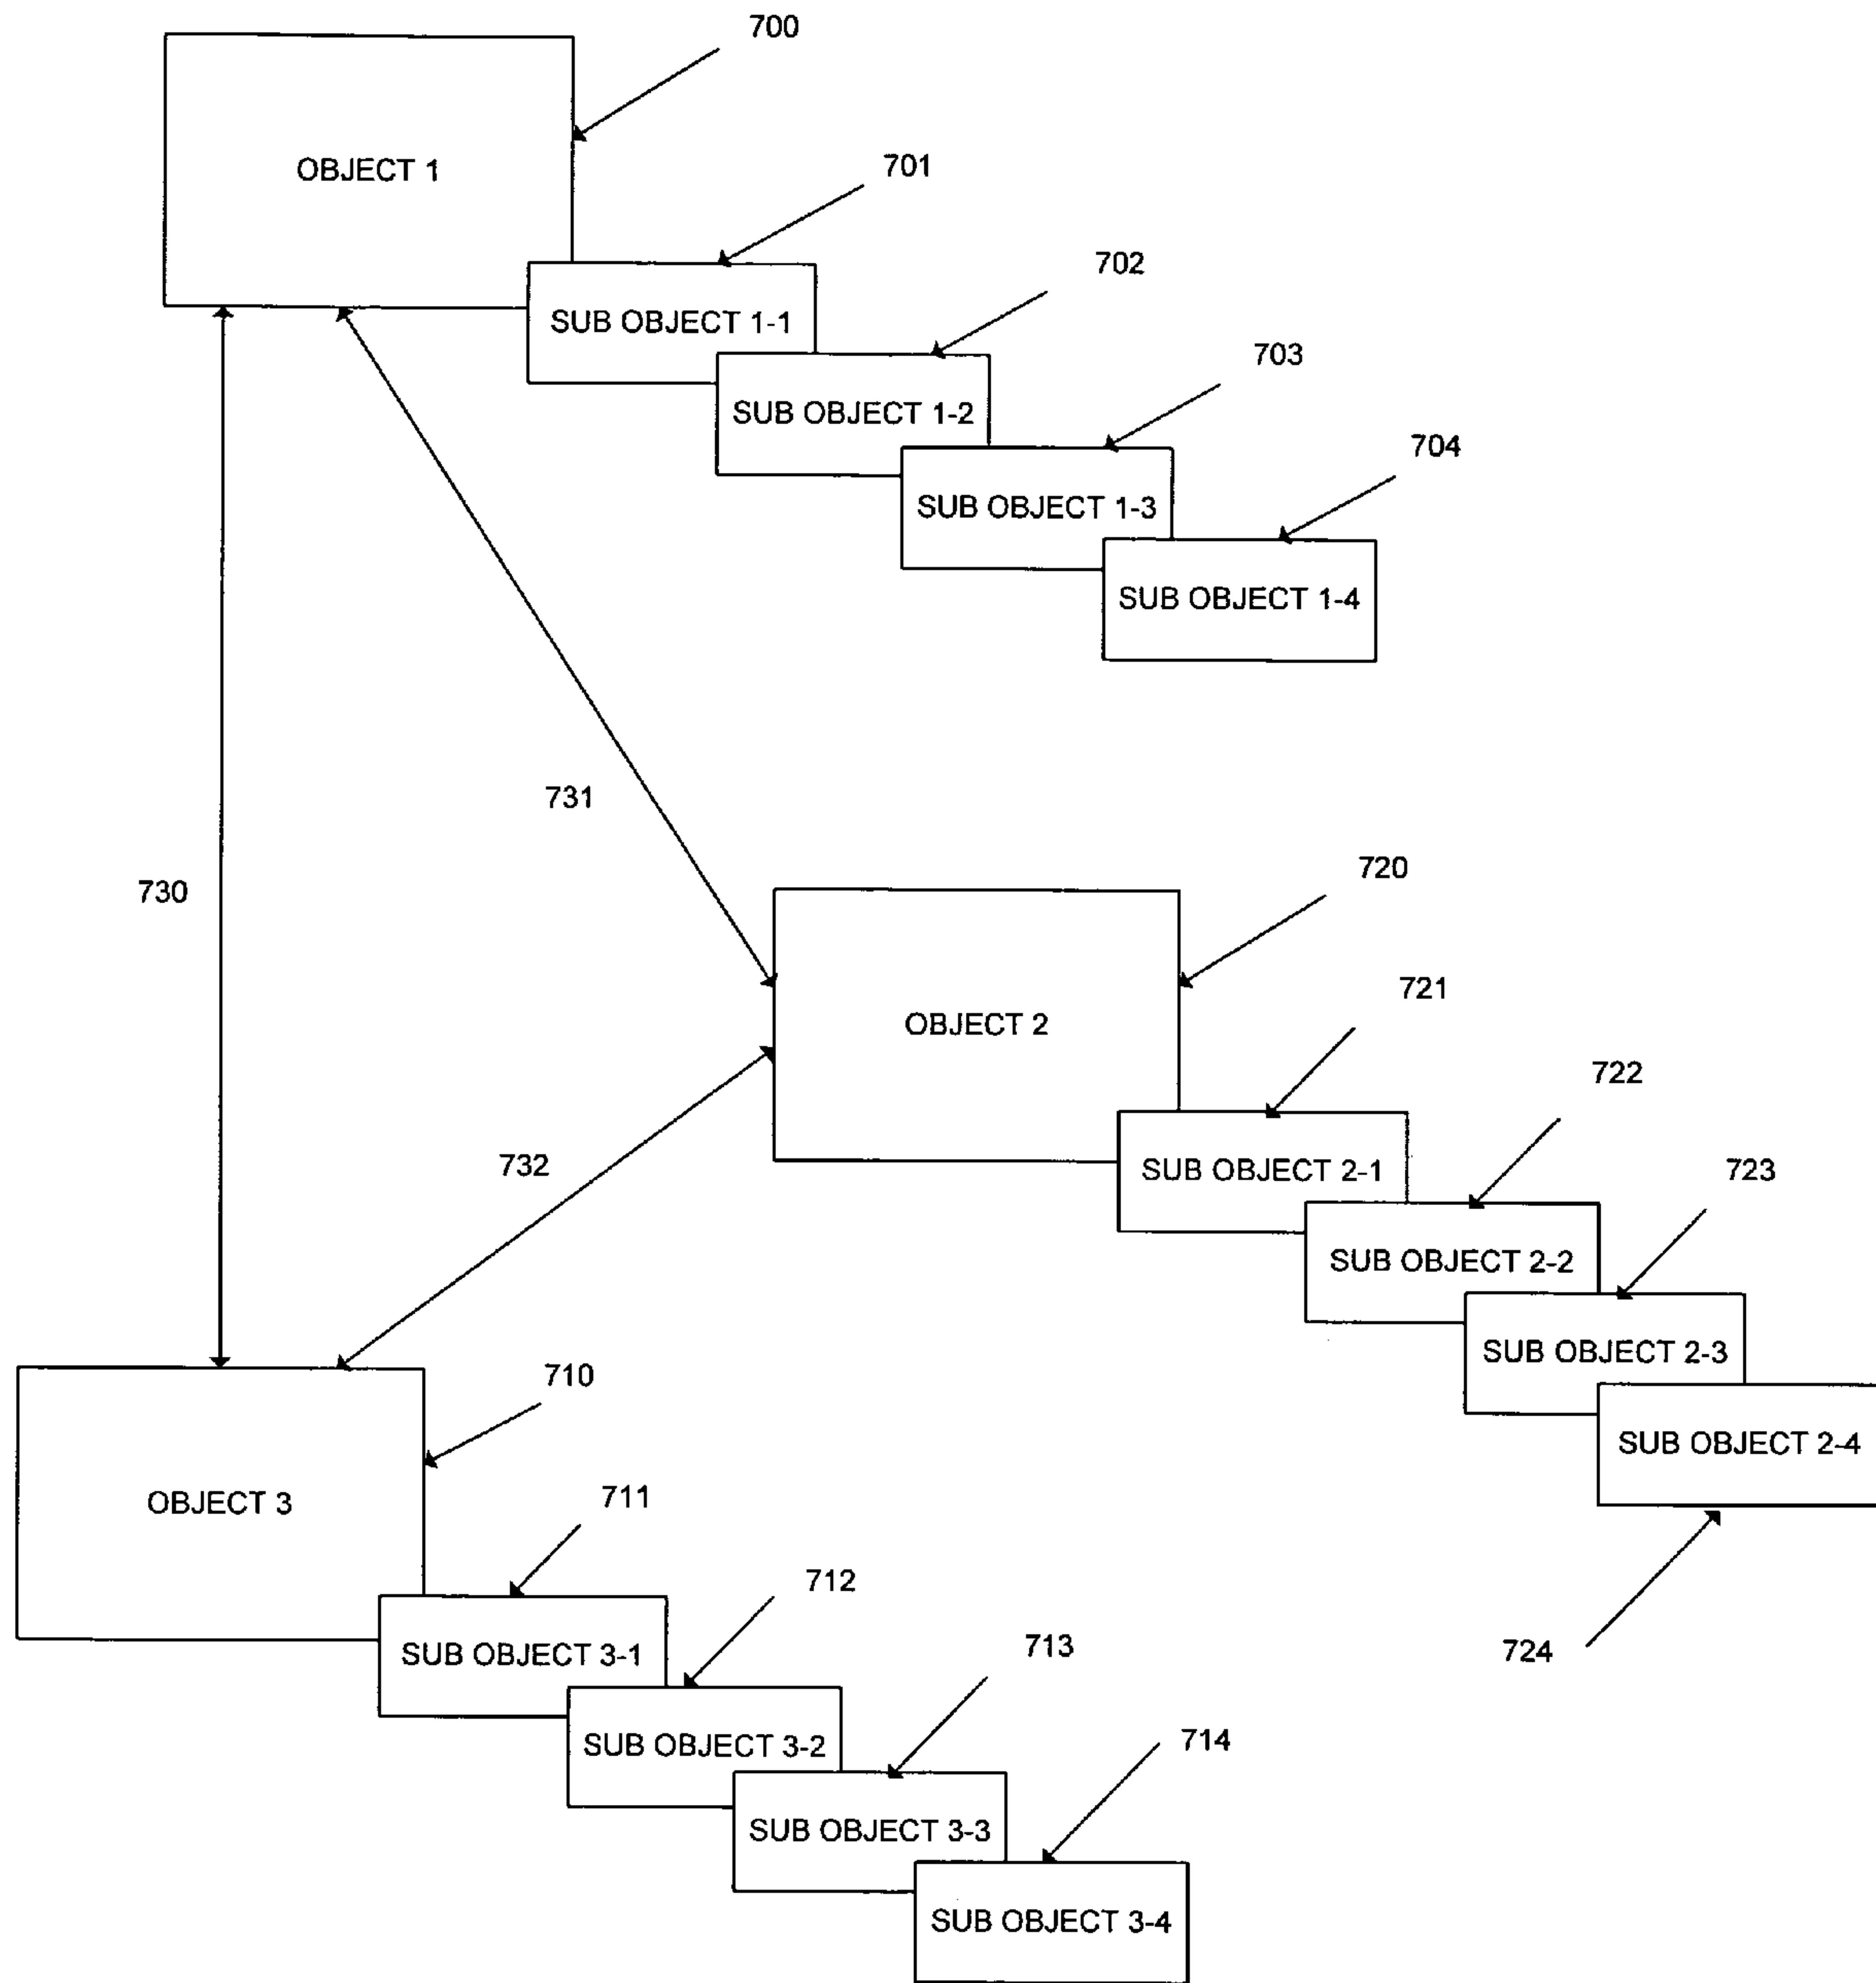 700
OBJECT 1
701
702
SUB OBJECT 1-1
703
SUB OBJECT 1-2
704
SUB OBJECT 1-3
SUB OBJECT 1-4
731
730
720
721
OBJECT 2
722
732
SUB OBJECT 2-1
723
SUB OBJECT 2-2
SUB OBJECT 2-3
710
SUB OBJECT 2-4
OBJECT 3
711
712
713
SUB OBJECT 3-1
724
SUB OBJECT 3-2
714
SUB OBJECT 3-3
SUB OBJECT 3-4